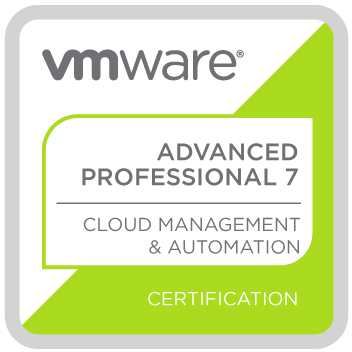 vmware®
ADVANCED
PROFESSIONAL 7
CLOUD MANAGEMENT
& AUTOMATION
CERTIFICATION